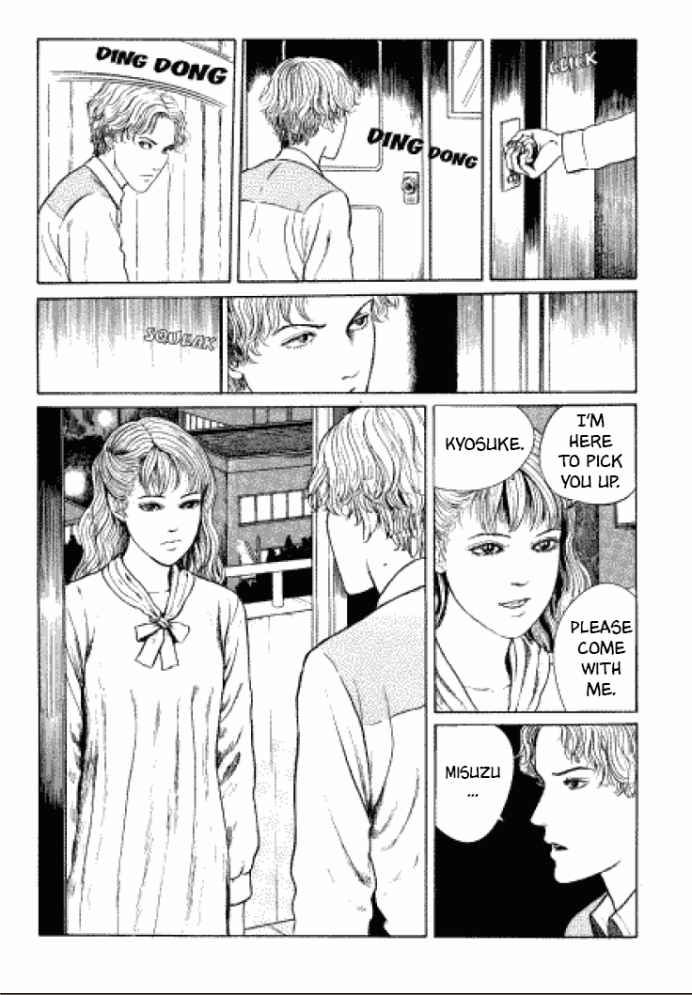 DING DONG
DING DONG
CLICK
SQUEAK
KYOSUKE.
I'M
HERE
TO PICK
YOU UP.
PLEASE
COME
WITH
ME.
MISUZU
...